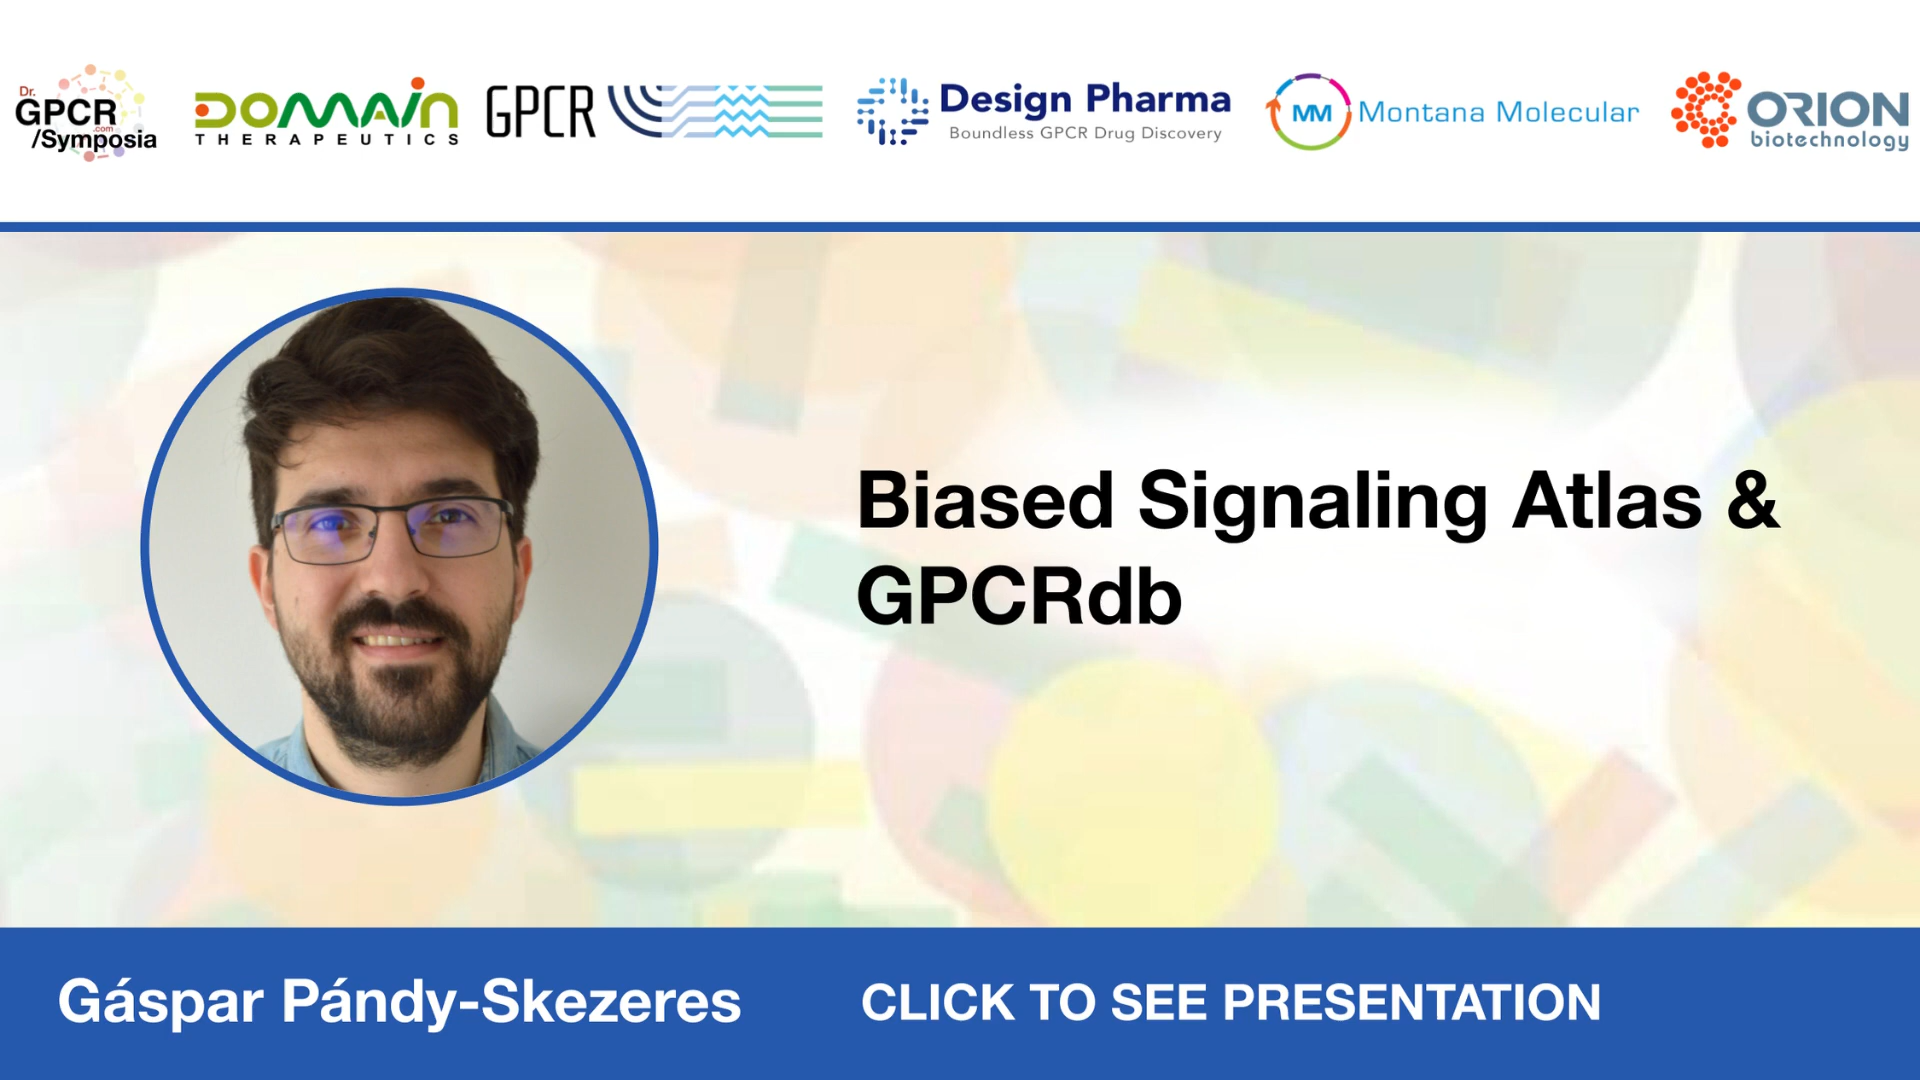 Dr.
GPCR
.com
/Symposia
DOMAIN
THERAPEUTICS
GPCR
Design Pharma
Boundless GPCR Drug Discovery
MM
Montana Molecular
ORION
biotechnology
Biased Signaling Atlas &
GPCRdb
Gáspar Pándy-Skezeres
CLICK TO SEE PRESENTATION